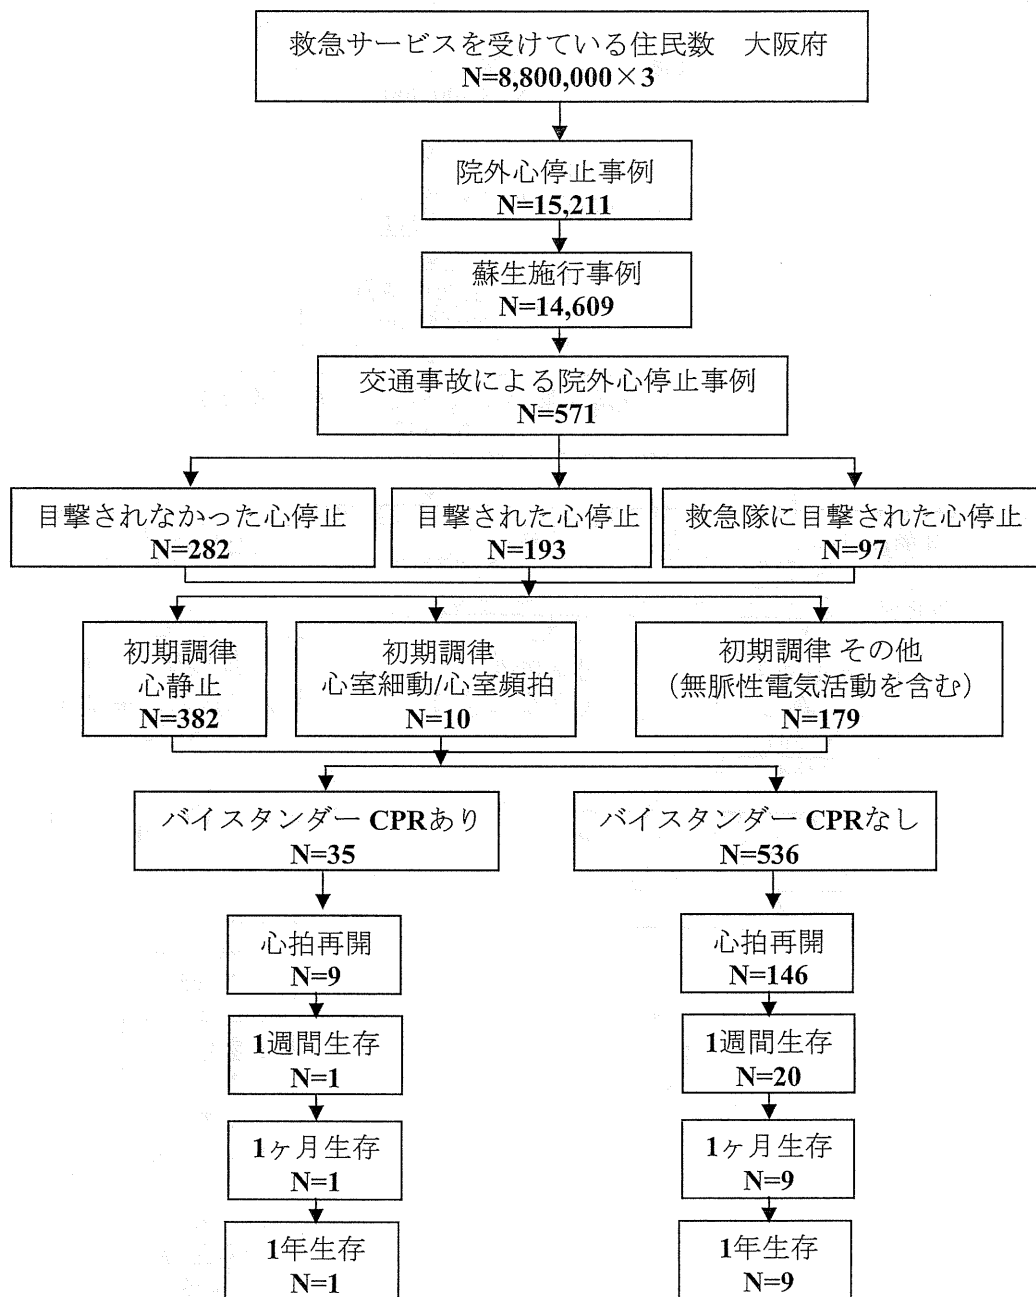 救急サービスを受けている住民数　大阪府
N=8,800,000×3
院外心停止事例
N=15,211
蘇生施行事例
N=14,609
交通事故による院外心停止事例
N=571
目撃されなかった心停止
N=282
目撃された心停止
N=193
救急隊に目撃された心停止
N=97
初期調律
心静止
N=382
初期調律
心室細動/心室頻拍
N=10
初期調律 その他
（無脈性電気活動を含む）
N=179
バイスタンダー CPRあり
N=35
バイスタンダー CPRなし
N=536
心拍再開
N=9
1週間生存
N=1
1ヶ月生存
N=1
1年生存
N=1
心拍再開
N=146
1週間生存
N=20
1ヶ月生存
N=9
1年生存
N=9